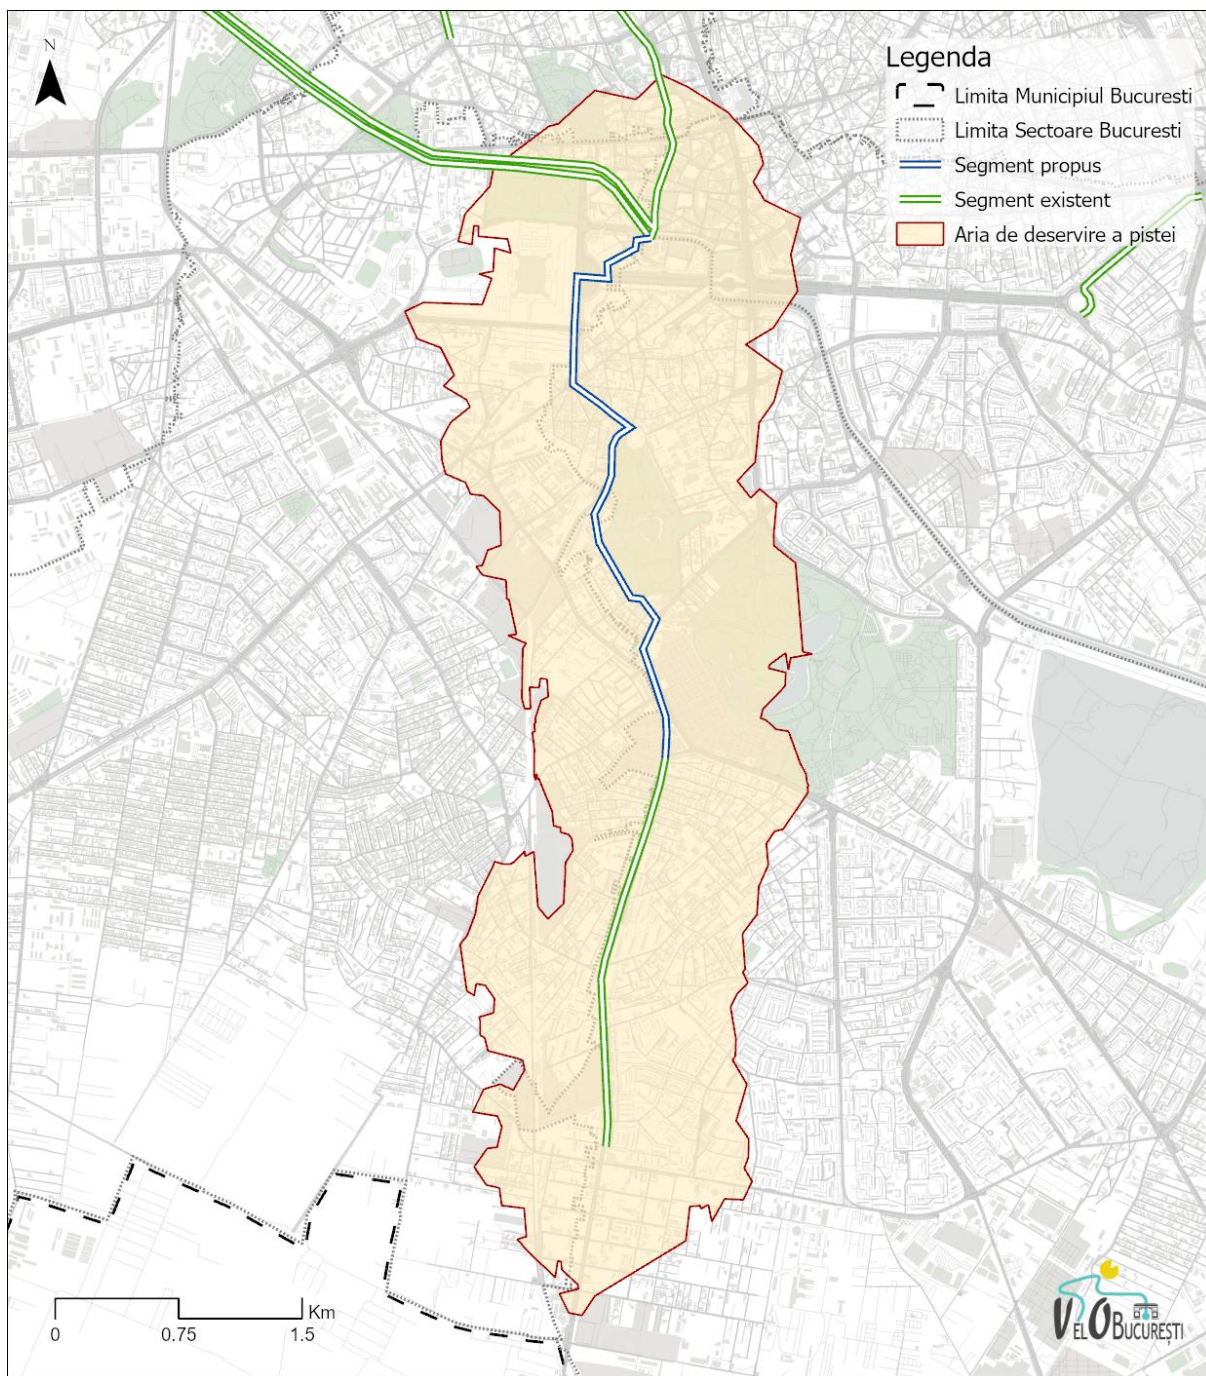 N
Legenda
Limita Municipiul Bucuresti
Limita Sectoare Bucuresti
Segment propus
Segment existent
Aria de deservire a pistei
Km
0 0.75 1.5
VELOBUCUREȘTI